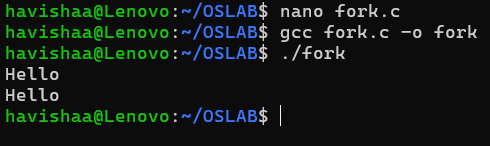 havishaa@Lenovo:~/OSLAB$ nano fork.c
havishaa@Lenovo:~/OSLAB$ gcc fork.c -o fork
havishaa@Lenovo:~/OSLAB$ ./fork
Hello
Hello
havishaa@Lenovo:~/OSLAB$